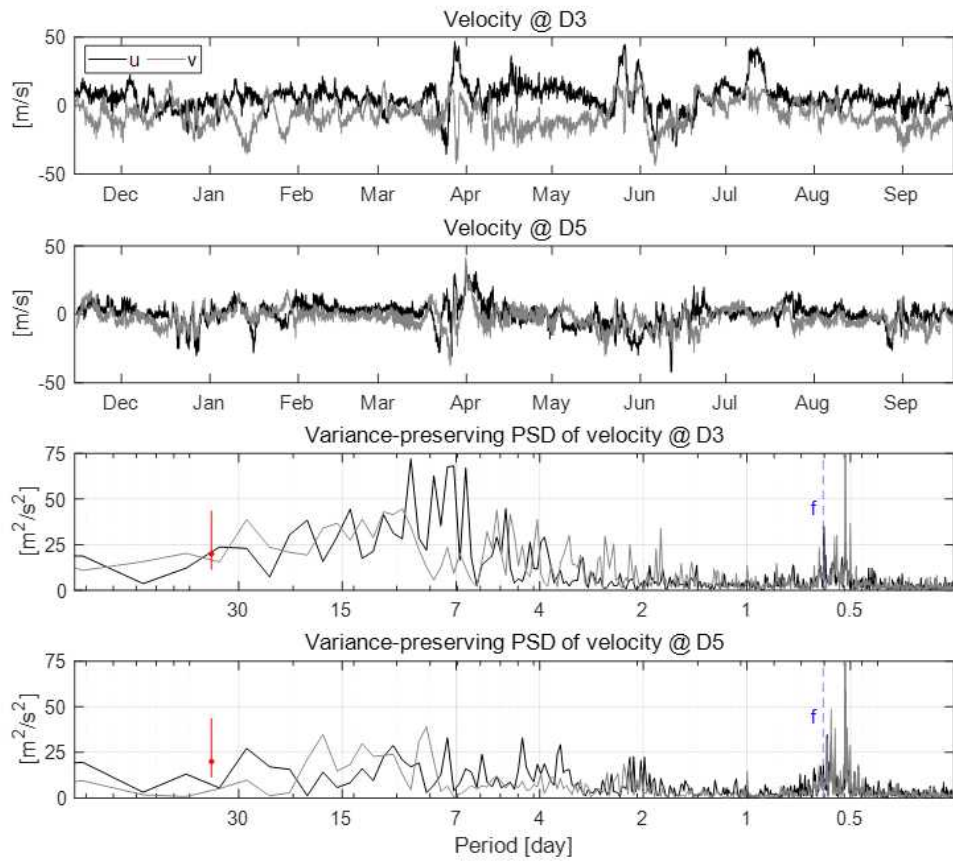 Velocity @ D3
50
u v
0
[m/s]
-50
Dec Jan Feb Mar Apr May Jun Jul Aug Sep
Velocity @ D5
50
0
[m/s]
-50
Dec Jan Feb Mar Apr May Jun Jul Aug Sep
Variance-preserving PSD of velocity @ D3
75
50
f
[m²/s²]
25
0
30 15 7 4 2 1 0.5
Variance-preserving PSD of velocity @ D5
75
50
f
[m²/s²]
25
0
30 15 7 4 2 1 0.5
Period [day]